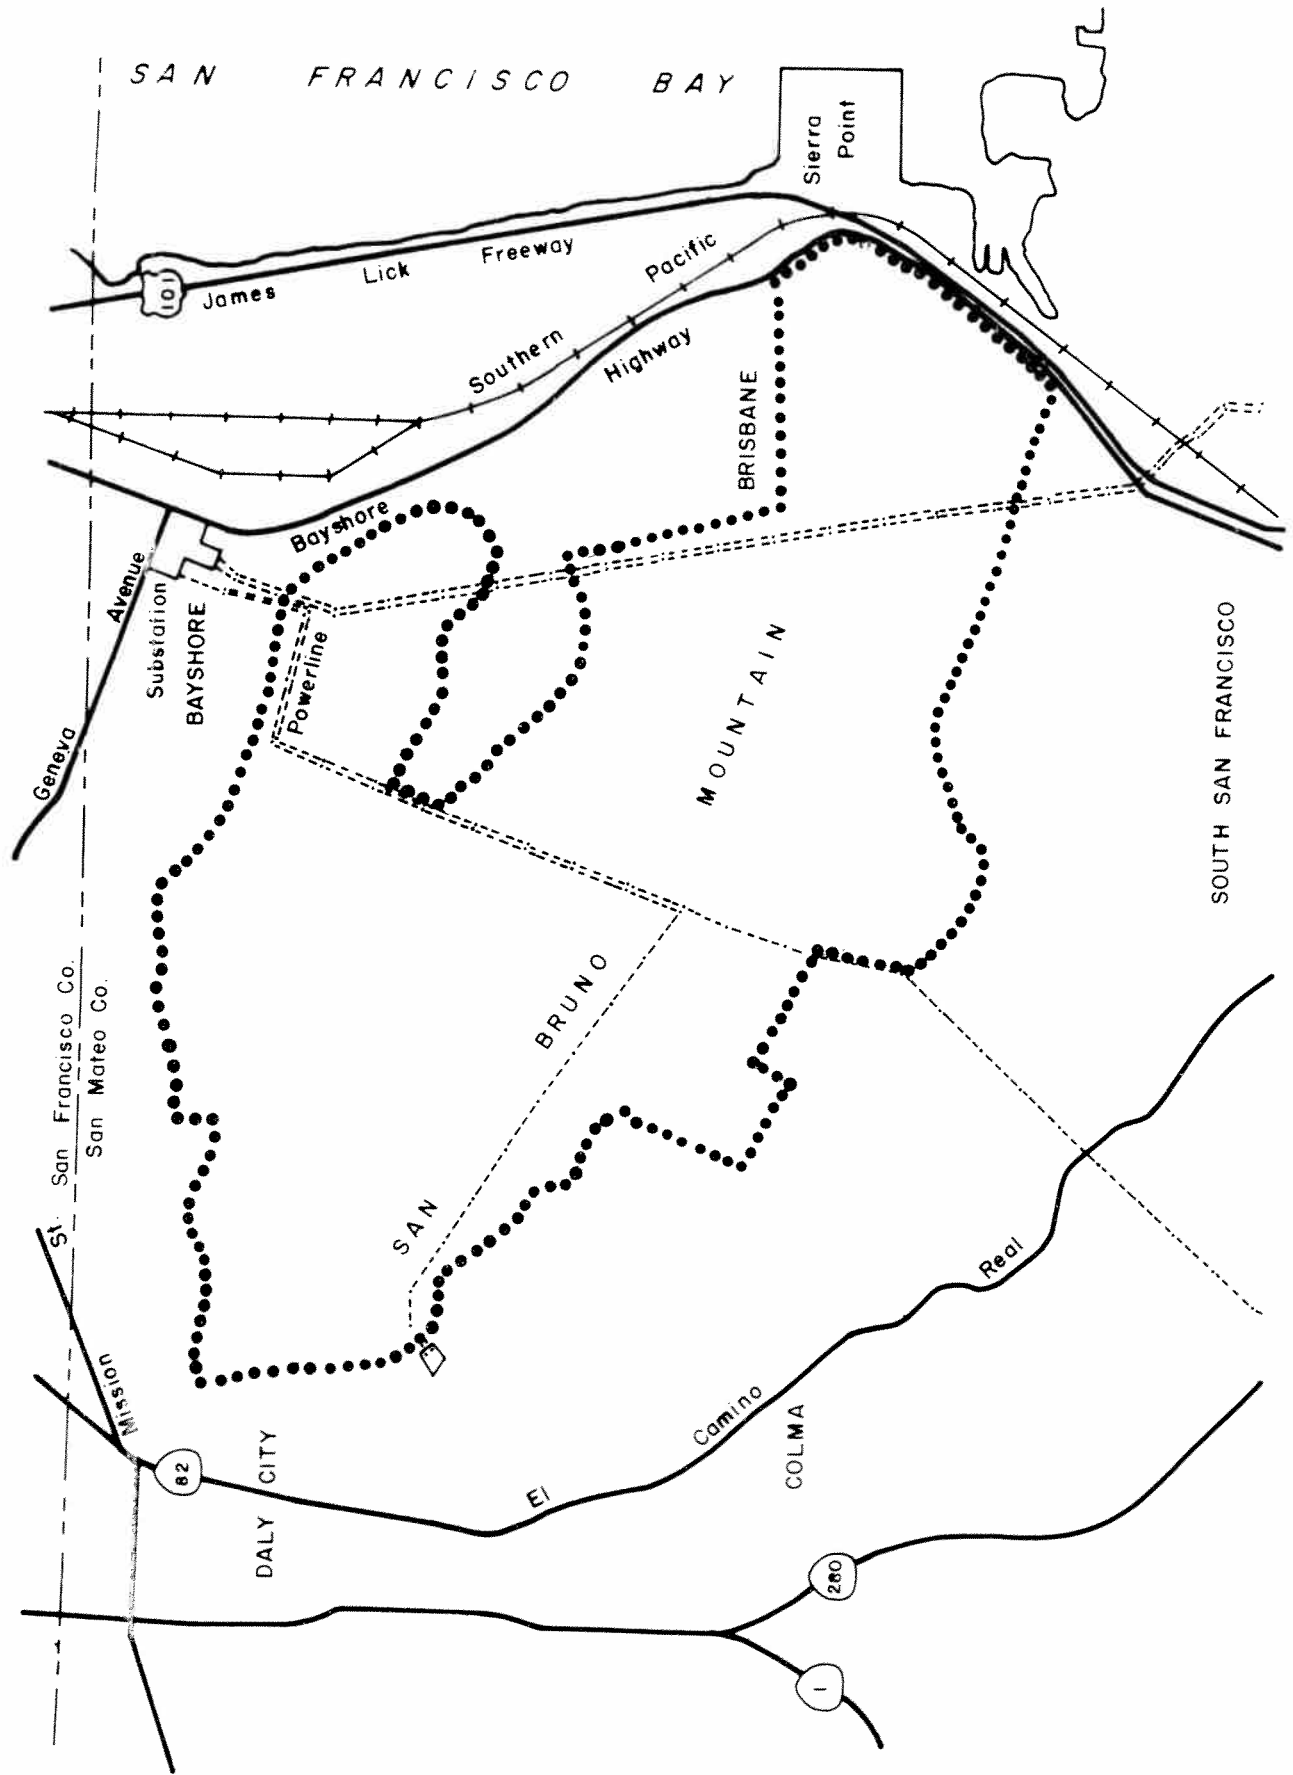 SAN FRANCISCO BAY
Sierra
Point
101
James Lick Freeway
Southern Pacific
Bayshore Highway
BRISBANE
Geneva Avenue
Substation
BAYSHORE
Powerline
SAN BRUNO MOUNTAIN
SOUTH SAN FRANCISCO
San Francisco Co.
San Mateo Co.
Mission St.
82
DALY CITY
El Camino Real
COLMA
280
1